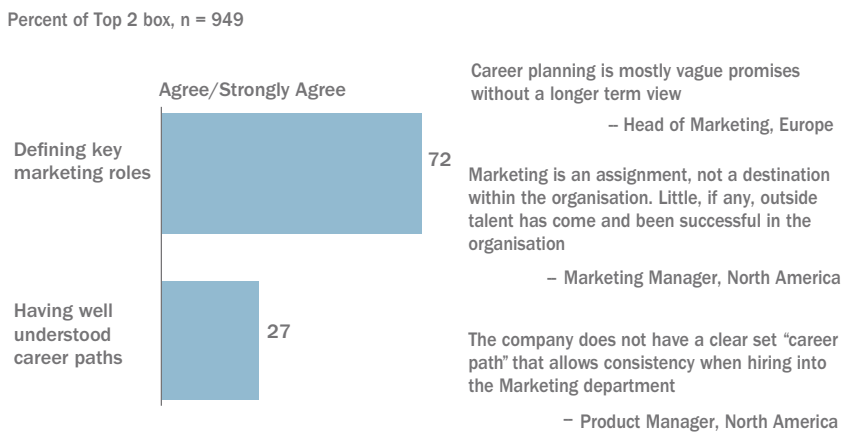 Percent of Top 2 box, n = 949
Agree/Strongly Agree
Defining key
marketing roles
72
Having well
understood
career paths
27
Career planning is mostly vague promises
without a longer term view
– Head of Marketing, Europe
Marketing is an assignment, not a destination
within the organisation. Little, if any, outside
talent has come and been successful in the
organisation
– Marketing Manager, North America
The company does not have a clear set “career
path” that allows consistency when hiring into
the Marketing department
– Product Manager, North America